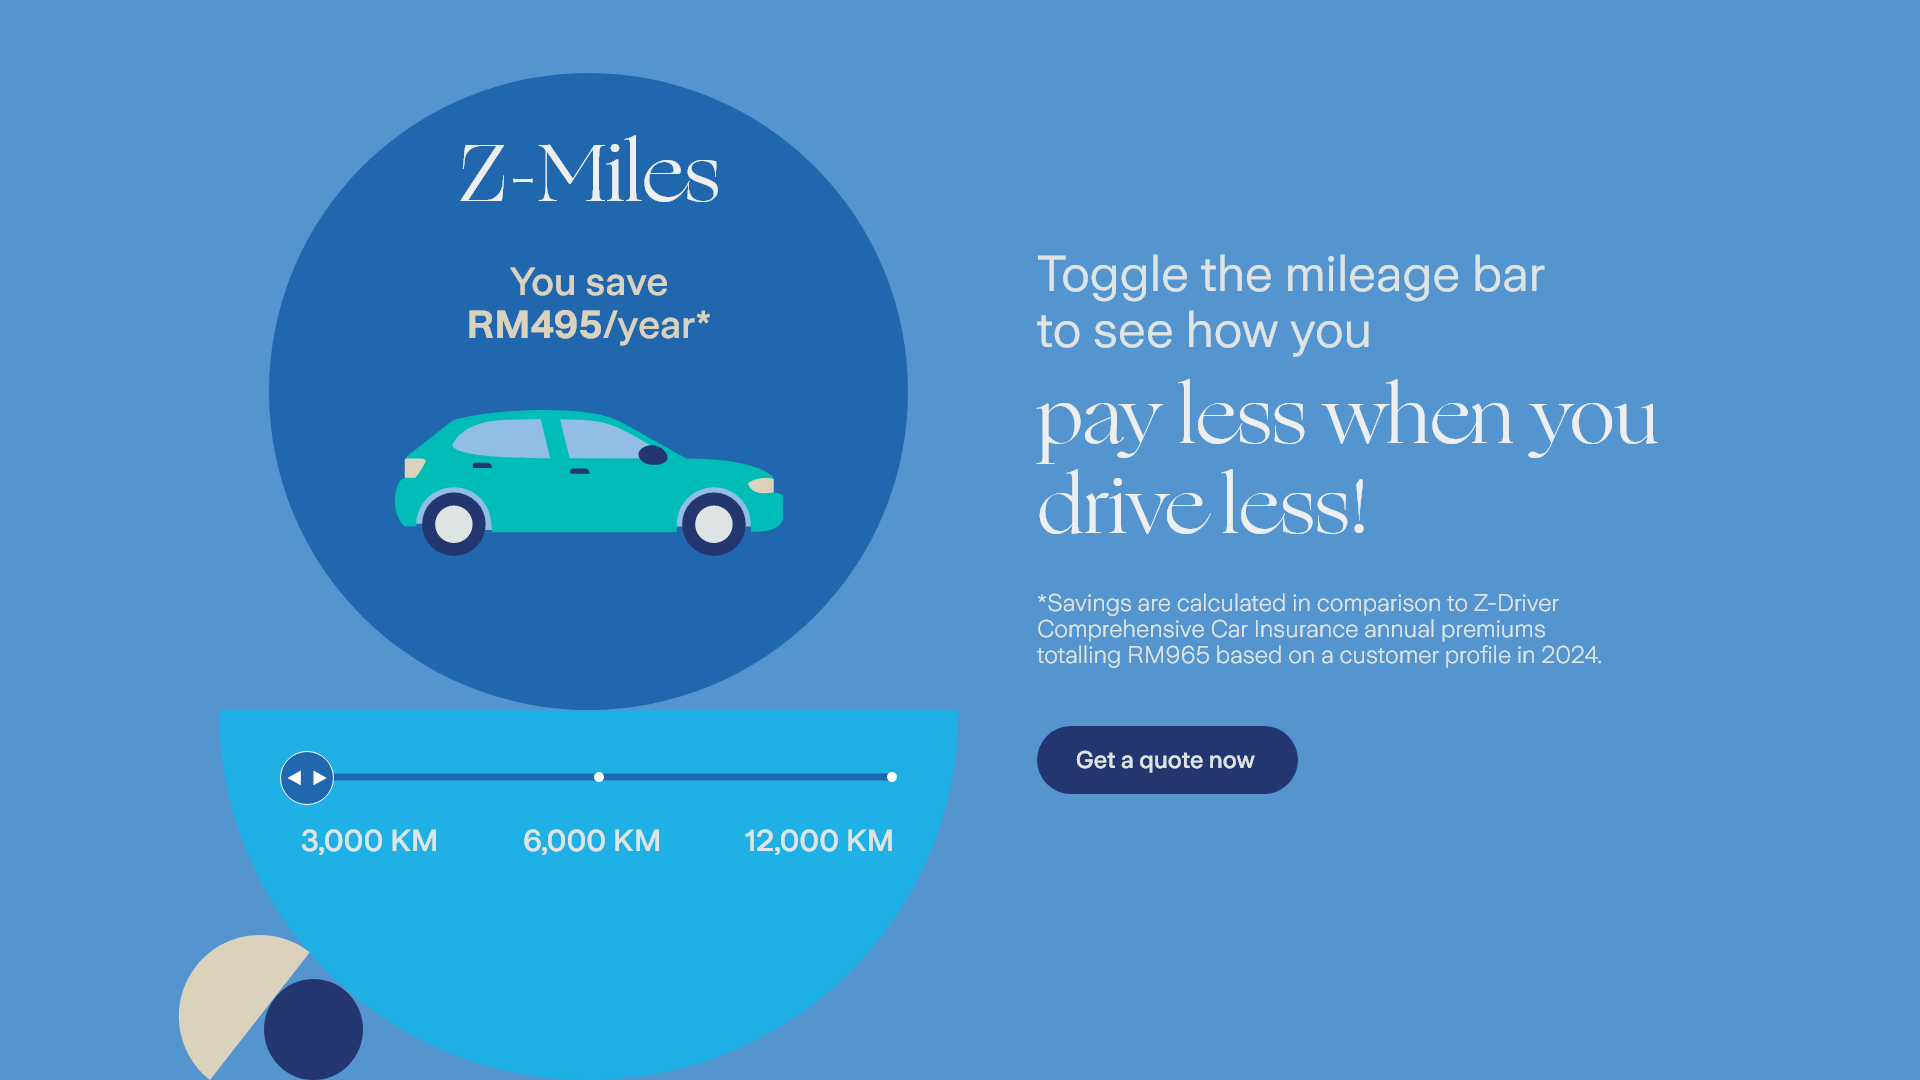 Z-Miles
You save
RM495/year*
3,000 KM
6,000 KM
12,000 KM
Toggle the mileage bar
to see how you
pay less when you
drive less!
*Savings are calculated in comparison to Z-Driver
Comprehensive Car Insurance annual premiums
totalling RM965 based on a customer profile in 2024.
Get a quote now